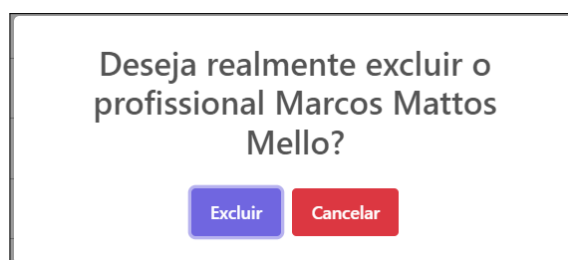 Deseja realmente excluir o
profissional Marcos Mattos
Mello?
Excluir Cancelar